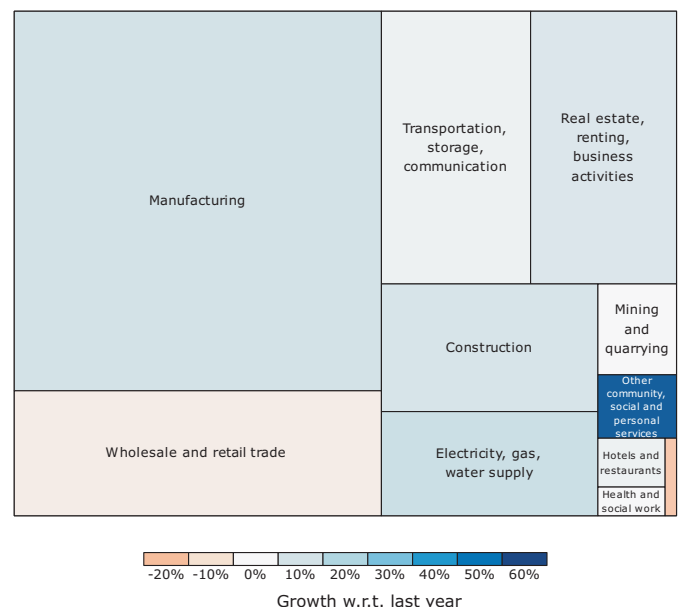 Manufacturing
Transportation,
storage,
communication
Real estate,
renting,
business
activities
Wholesale and retail trade
Construction
Electricity, gas,
water supply
Mining
and
quarrying
Other
community,
social and
personal
services
Hotels and
restaurants
Health and
social work
-20% -10% 0% 10% 20% 30% 40% 50% 60%
Growth w.r.t. last year